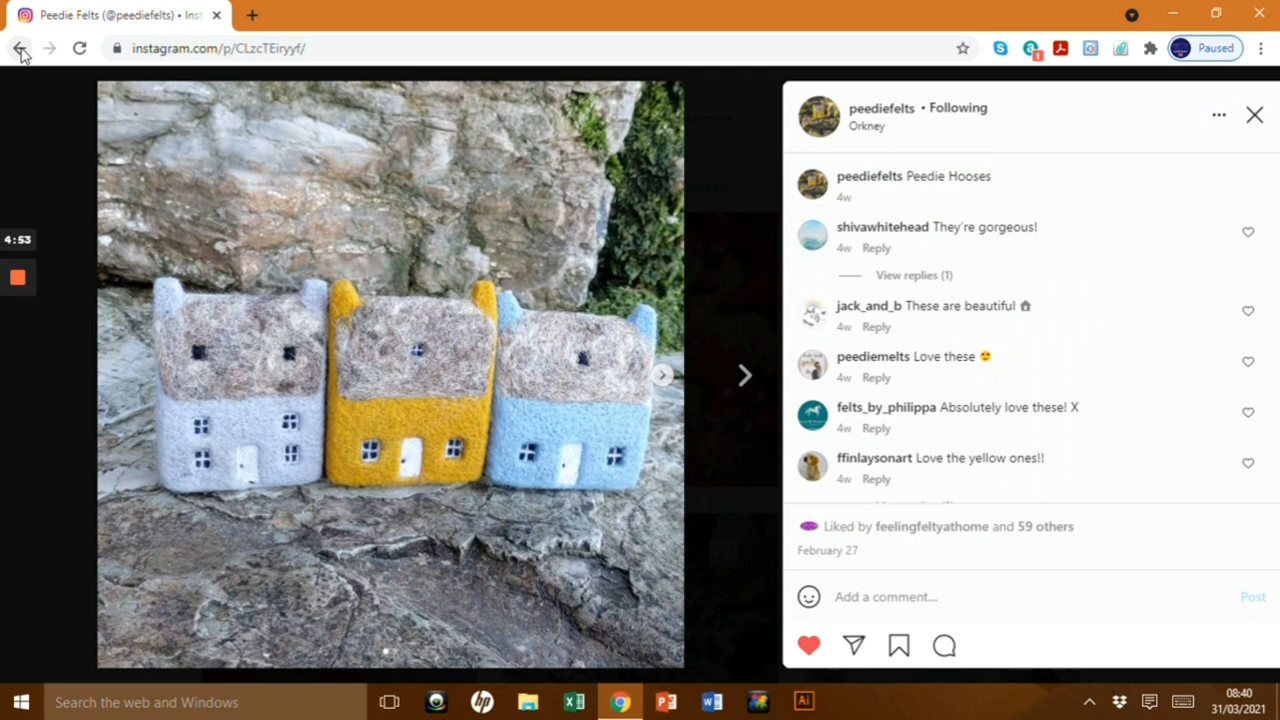 Peedie Felts (@peediefelts) • Inst
instagram.com/p/CLzcTEiryyf/
1
Paused
peediefelts • Following
Orkney
peediefelts Peedie Hooses
4w
4:53
shivawhitehead They're gorgeous!
4w Reply
View replies (1)
jack_and_b These are beautiful 🏠
4w Reply
peediemelts Love these 😍
4w Reply
felts_by_philippa Absolutely love these! X
4w Reply
ffinlaysonart Love the yellow ones!!
4w Reply
Liked by feelingfeltyathome and 59 others
February 27
Add a comment...
Post
Search the web and Windows
08:40
31/03/2021